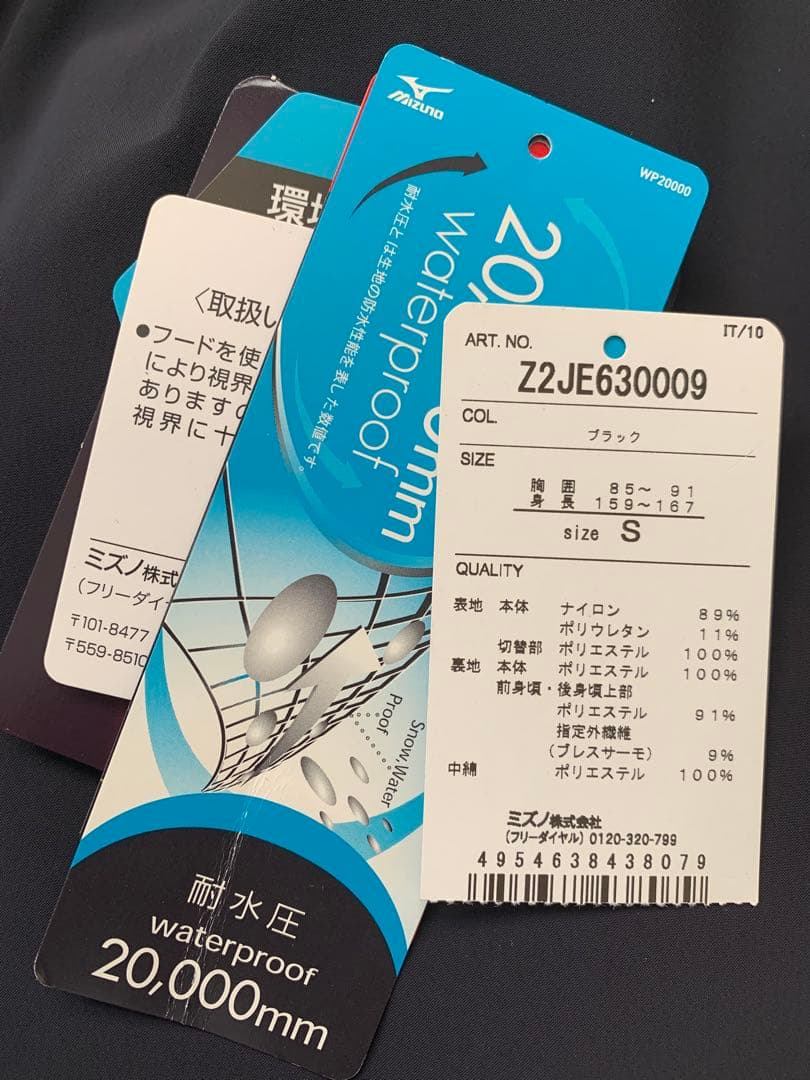 MIZUNO
WP20000
20,
0mm
waterproof
耐水圧とは生地の防水性能を表した数値です。
Snow, Water
Proof
耐水圧
waterproof
20,000mm
環境
〈取扱い
●フードを使
により視界
ありますの
視界に十
ミズノ株式
(フリーダイヤ
〒101-8477
〒559-8510
IT/10
ART. NO.
Z2JE630009
COL.
ブラック
SIZE
胸 囲 85～ 91
身 長 159～167
size S
QUALITY
表地 本体 ナイロン 89%
ポリウレタン 11%
切替部 ポリエステル 100%
裏地 本体 ポリエステル 100%
前身頃・後身頃上部
ポリエステル 91%
指定外繊維
(ブレスサーモ) 9%
中綿 ポリエステル 100%
ミズノ株式会社
(フリーダイヤル) 0120-320-799
4954638438079